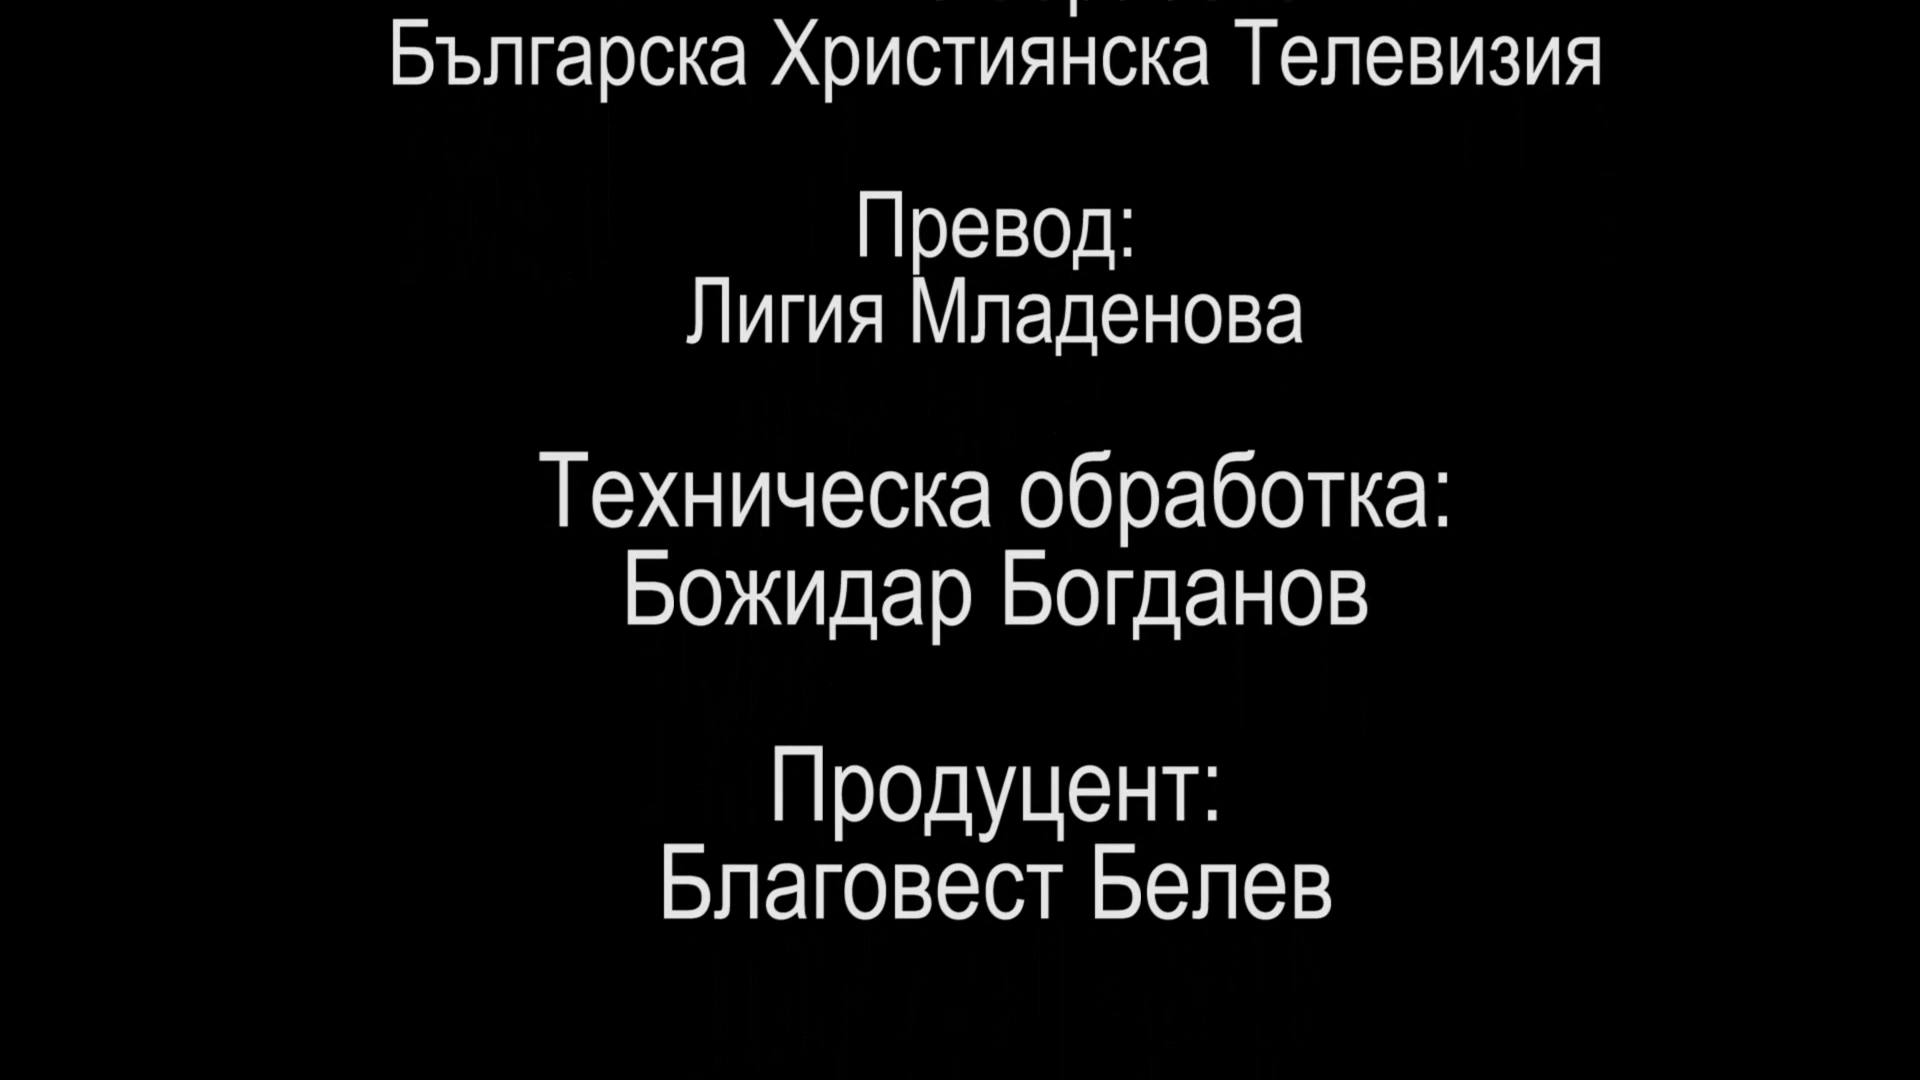 Българска Християнска Телевизия
Превод:
Лигия Младенова
Техническа обработка:
Божидар Богданов
Продуцент:
Благовест Белев